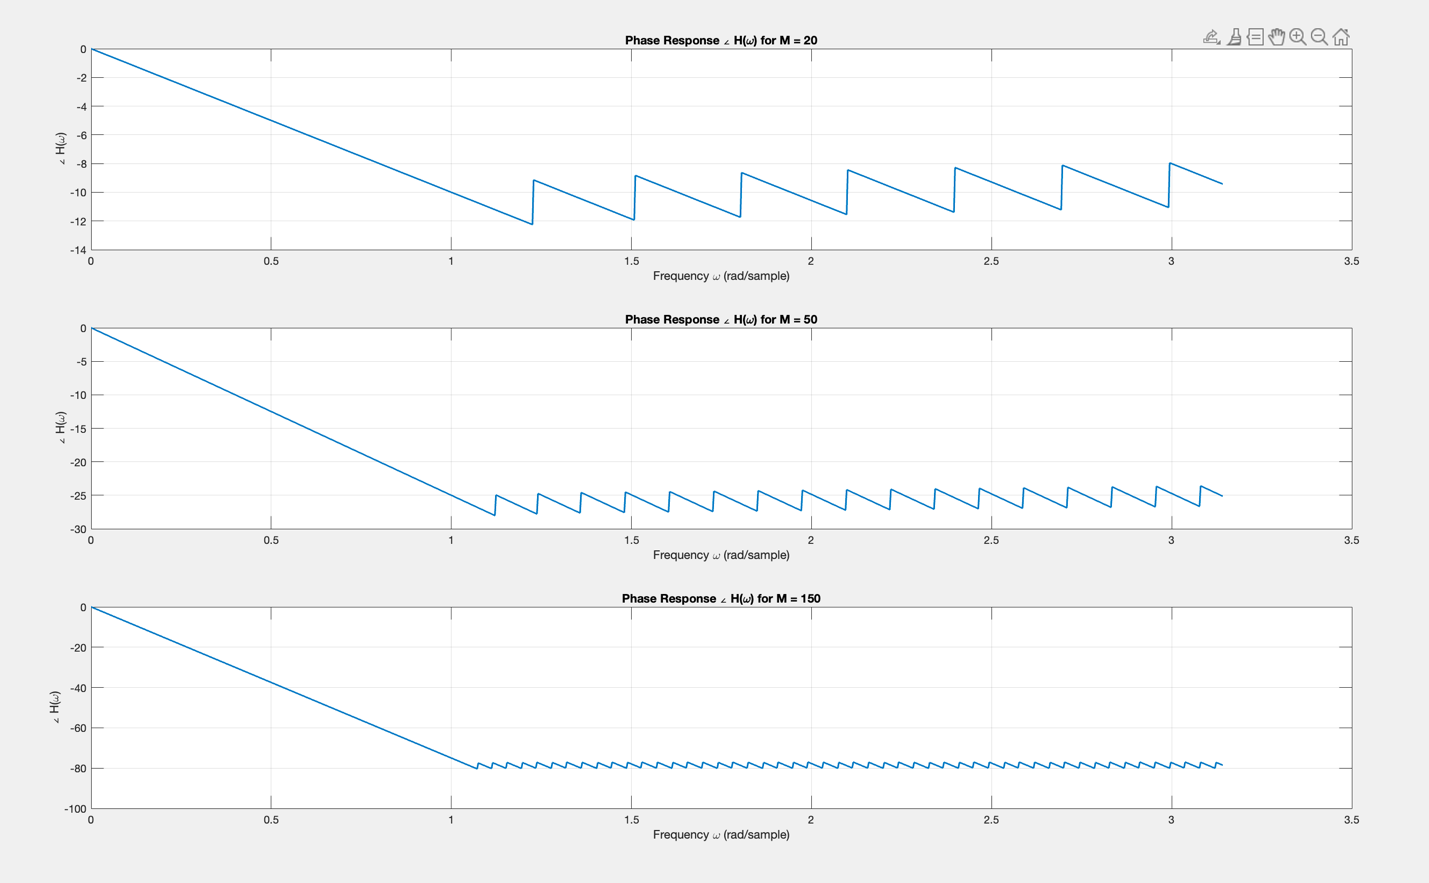 Phase Response ∠ H(ω) for M = 20
0
-2
-4
-6
-8
-10
-12
-14
∠ H(ω)
0 0.5 1 1.5 2 2.5 3 3.5
Frequency ω (rad/sample)
Phase Response ∠ H(ω) for M = 50
0
-5
-10
-15
-20
-25
-30
∠ H(ω)
0 0.5 1 1.5 2 2.5 3 3.5
Frequency ω (rad/sample)
Phase Response ∠ H(ω) for M = 150
0
-20
-40
-60
-80
-100
∠ H(ω)
0 0.5 1 1.5 2 2.5 3 3.5
Frequency ω (rad/sample)